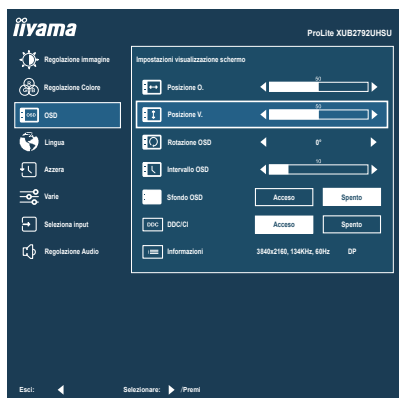 iiyama
ProLite XUB2792UHSU
Regolazione immagine
Regolazione Colore
OSD OSD
Lingua
Azzera
Varie
Seleziona input
Regolazione Audio
Impostazioni visualizzazione schermo
Posizione O. 50
Posizione V. 50
Rotazione OSD 0°
Intervallo OSD 10
Sfondo OSD Acceso Spento
DDC DDC/CI Acceso Spento
Informazioni 3840x2160, 134KHz, 60Hz DP
Esci: Selezionare: /Premi